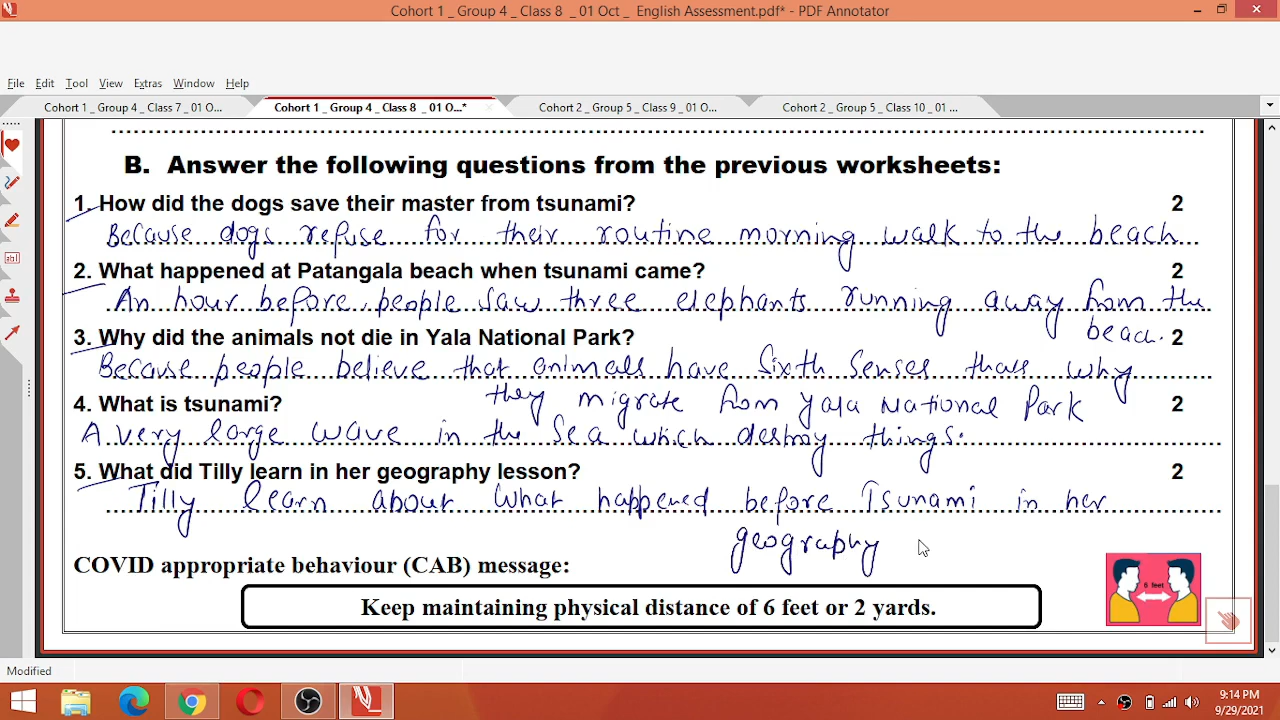 Cohort 1 _ Group 4 _ Class 8 _ 01 Oct _ English Assessment.pdf* - PDF Annotator
File Edit Tool View Extras Window Help
Cohort 1 _ Group 4 _ Class 7 _ 01 O... Cohort 1 _ Group 4 _ Class 8 _ 01 O...* Cohort 2 _ Group 5 _ Class 9 _ 01 O... Cohort 2 _ Group 5 _ Class 10 _ 01 ...
B. Answer the following questions from the previous worksheets:
1. How did the dogs save their master from tsunami? 2
Because dogs refuse for their routine morning walk to the beach
2. What happened at Patangala beach when tsunami came? 2
An hour before, people saw three elephants running away from the
beach.
3. Why did the animals not die in Yala National Park? 2
Because people believe that animals have Sixth Senses thats why
they migrate from Yala National Park
4. What is tsunami? 2
A very large wave in the Sea which destroy things.
5. What did Tilly learn in her geography lesson? 2
Tilly learn about what happened before Tsunami in her
geography
COVID appropriate behaviour (CAB) message:
6 feet
Keep maintaining physical distance of 6 feet or 2 yards.
Modified
9:14 PM
9/29/2021